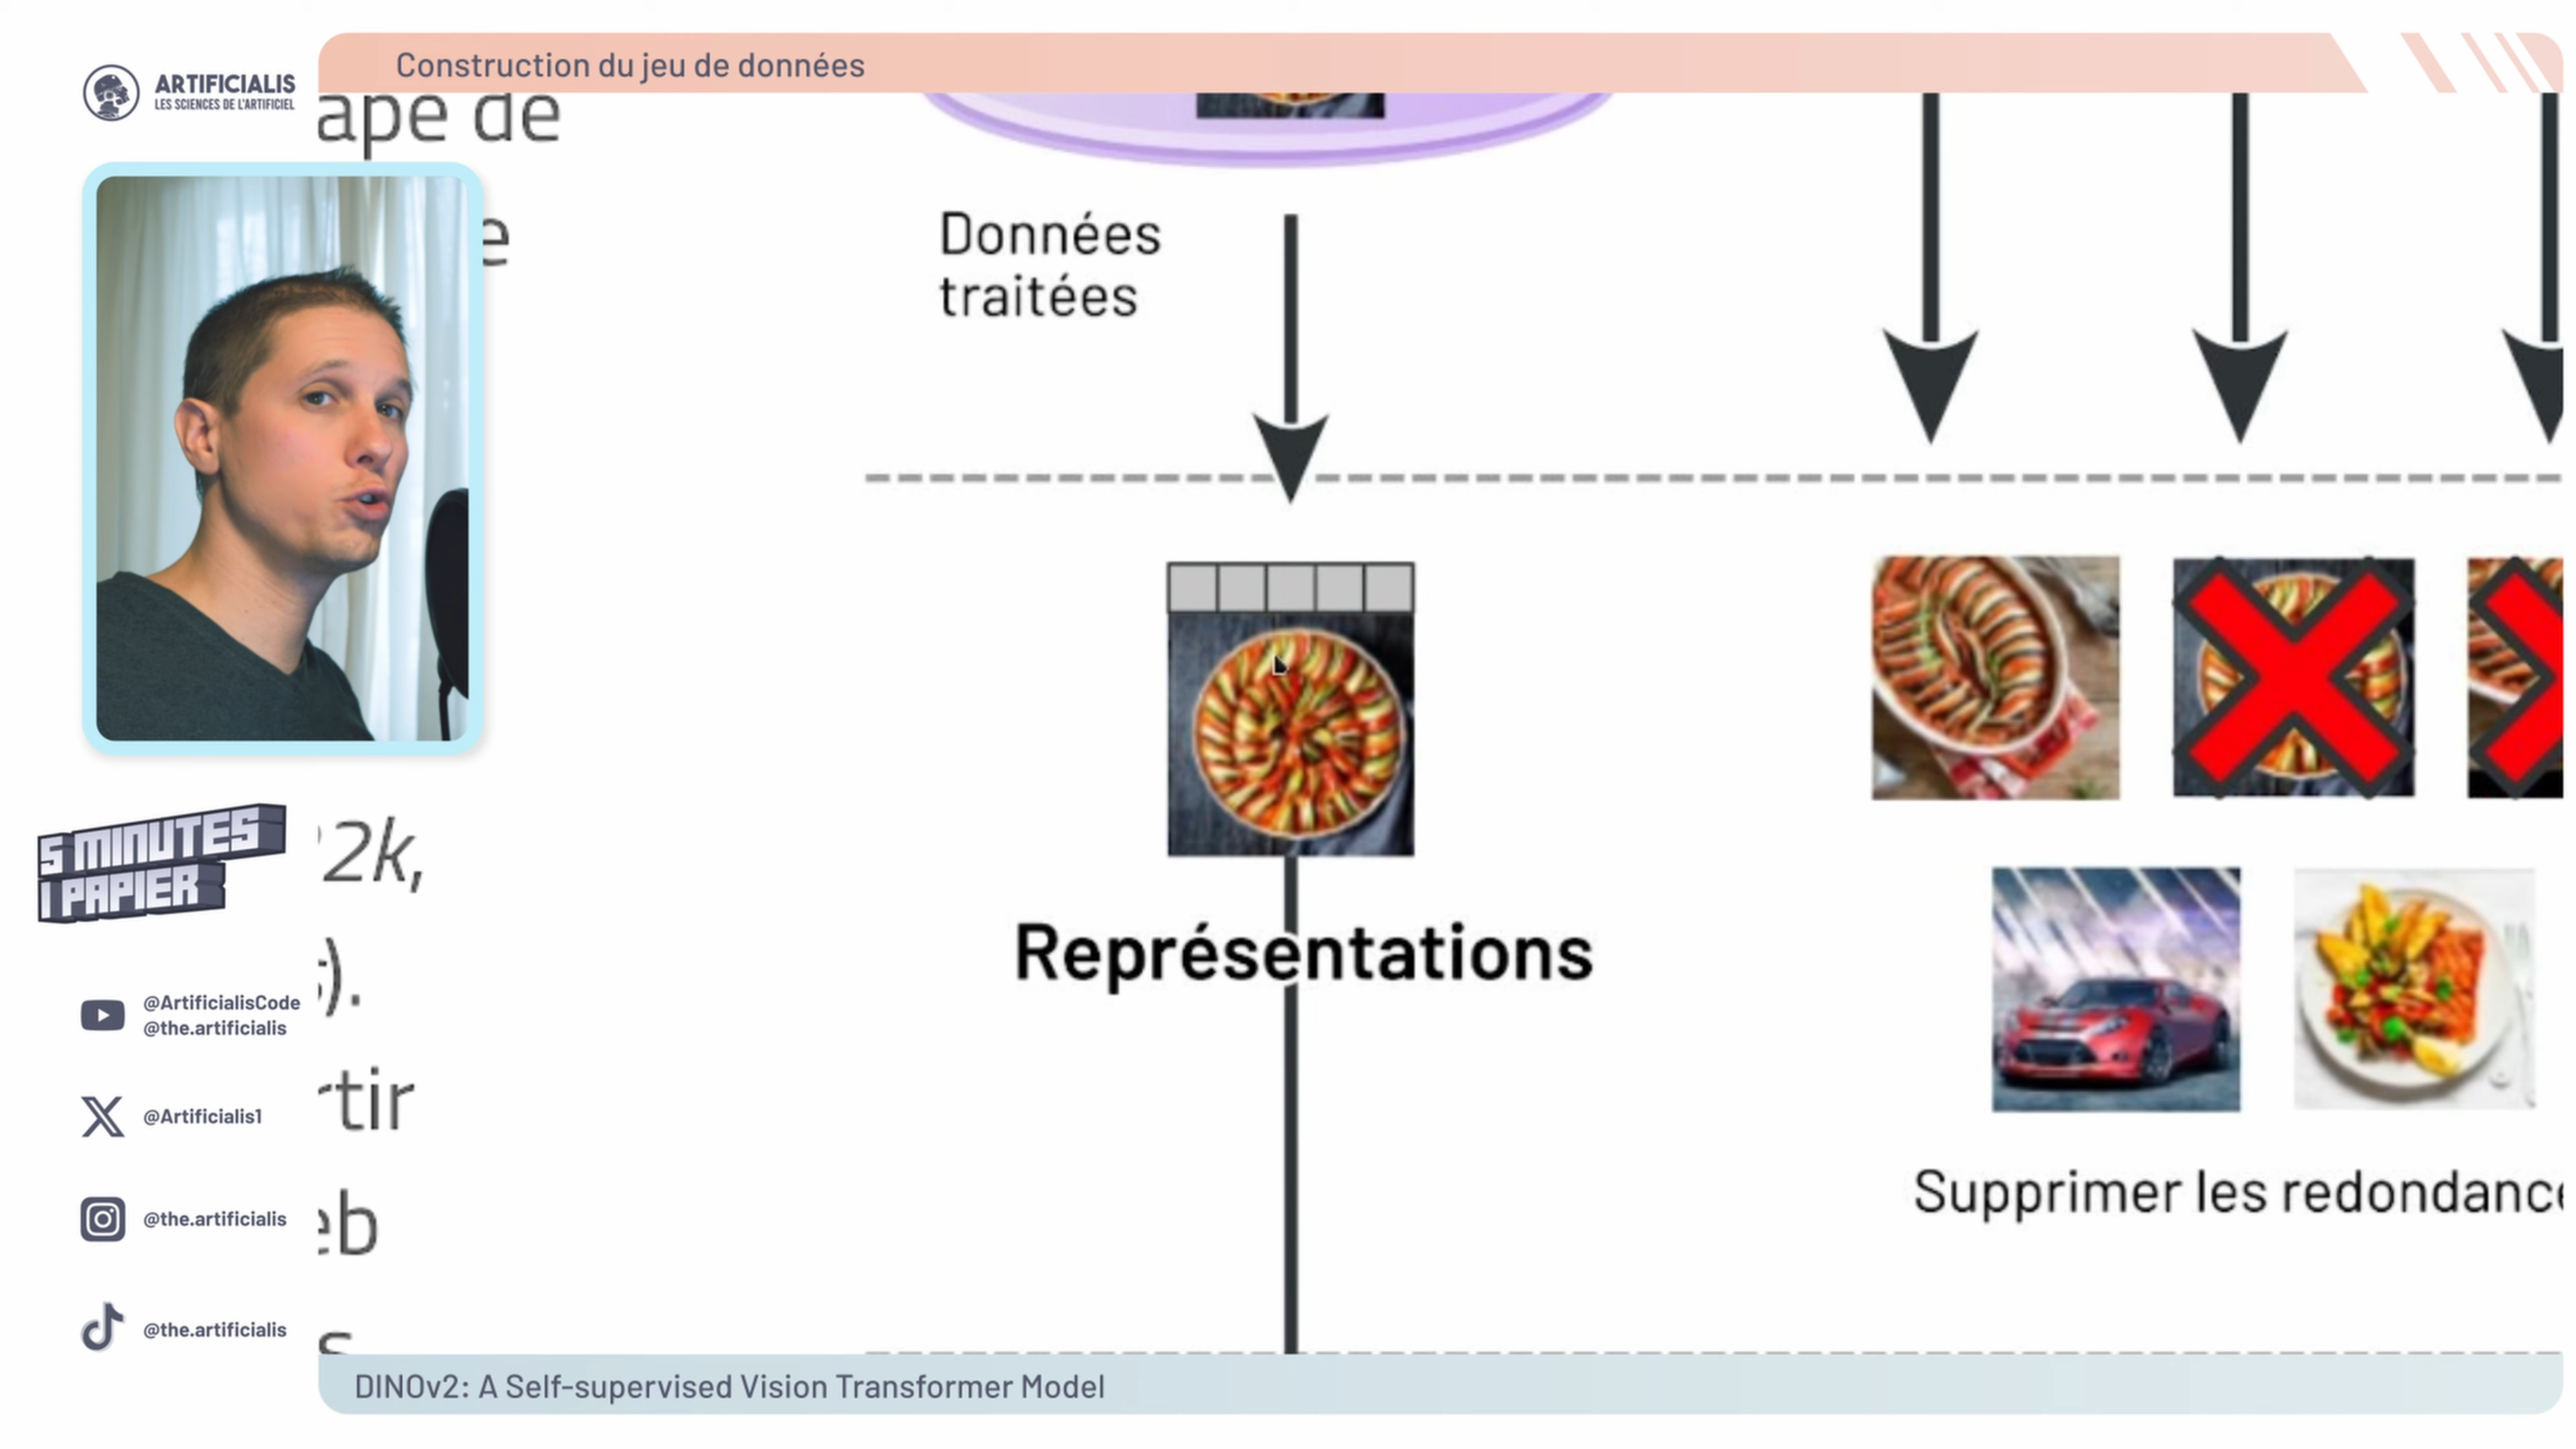 Construction du jeu de données
ARTIFICIALIS
LES SCIENCES DE L'ARTIFICIEL
ape de
e
Données
traitées
5 MINUTES
1 PAPIER
2k,
).
Représentations
@ArtificialisCode
@the.artificialis
@Artificialis1
rtir
Supprimer les redondanc
@the.artificialis
eb
@the.artificialis
s
DINOv2: A Self-supervised Vision Transformer Model